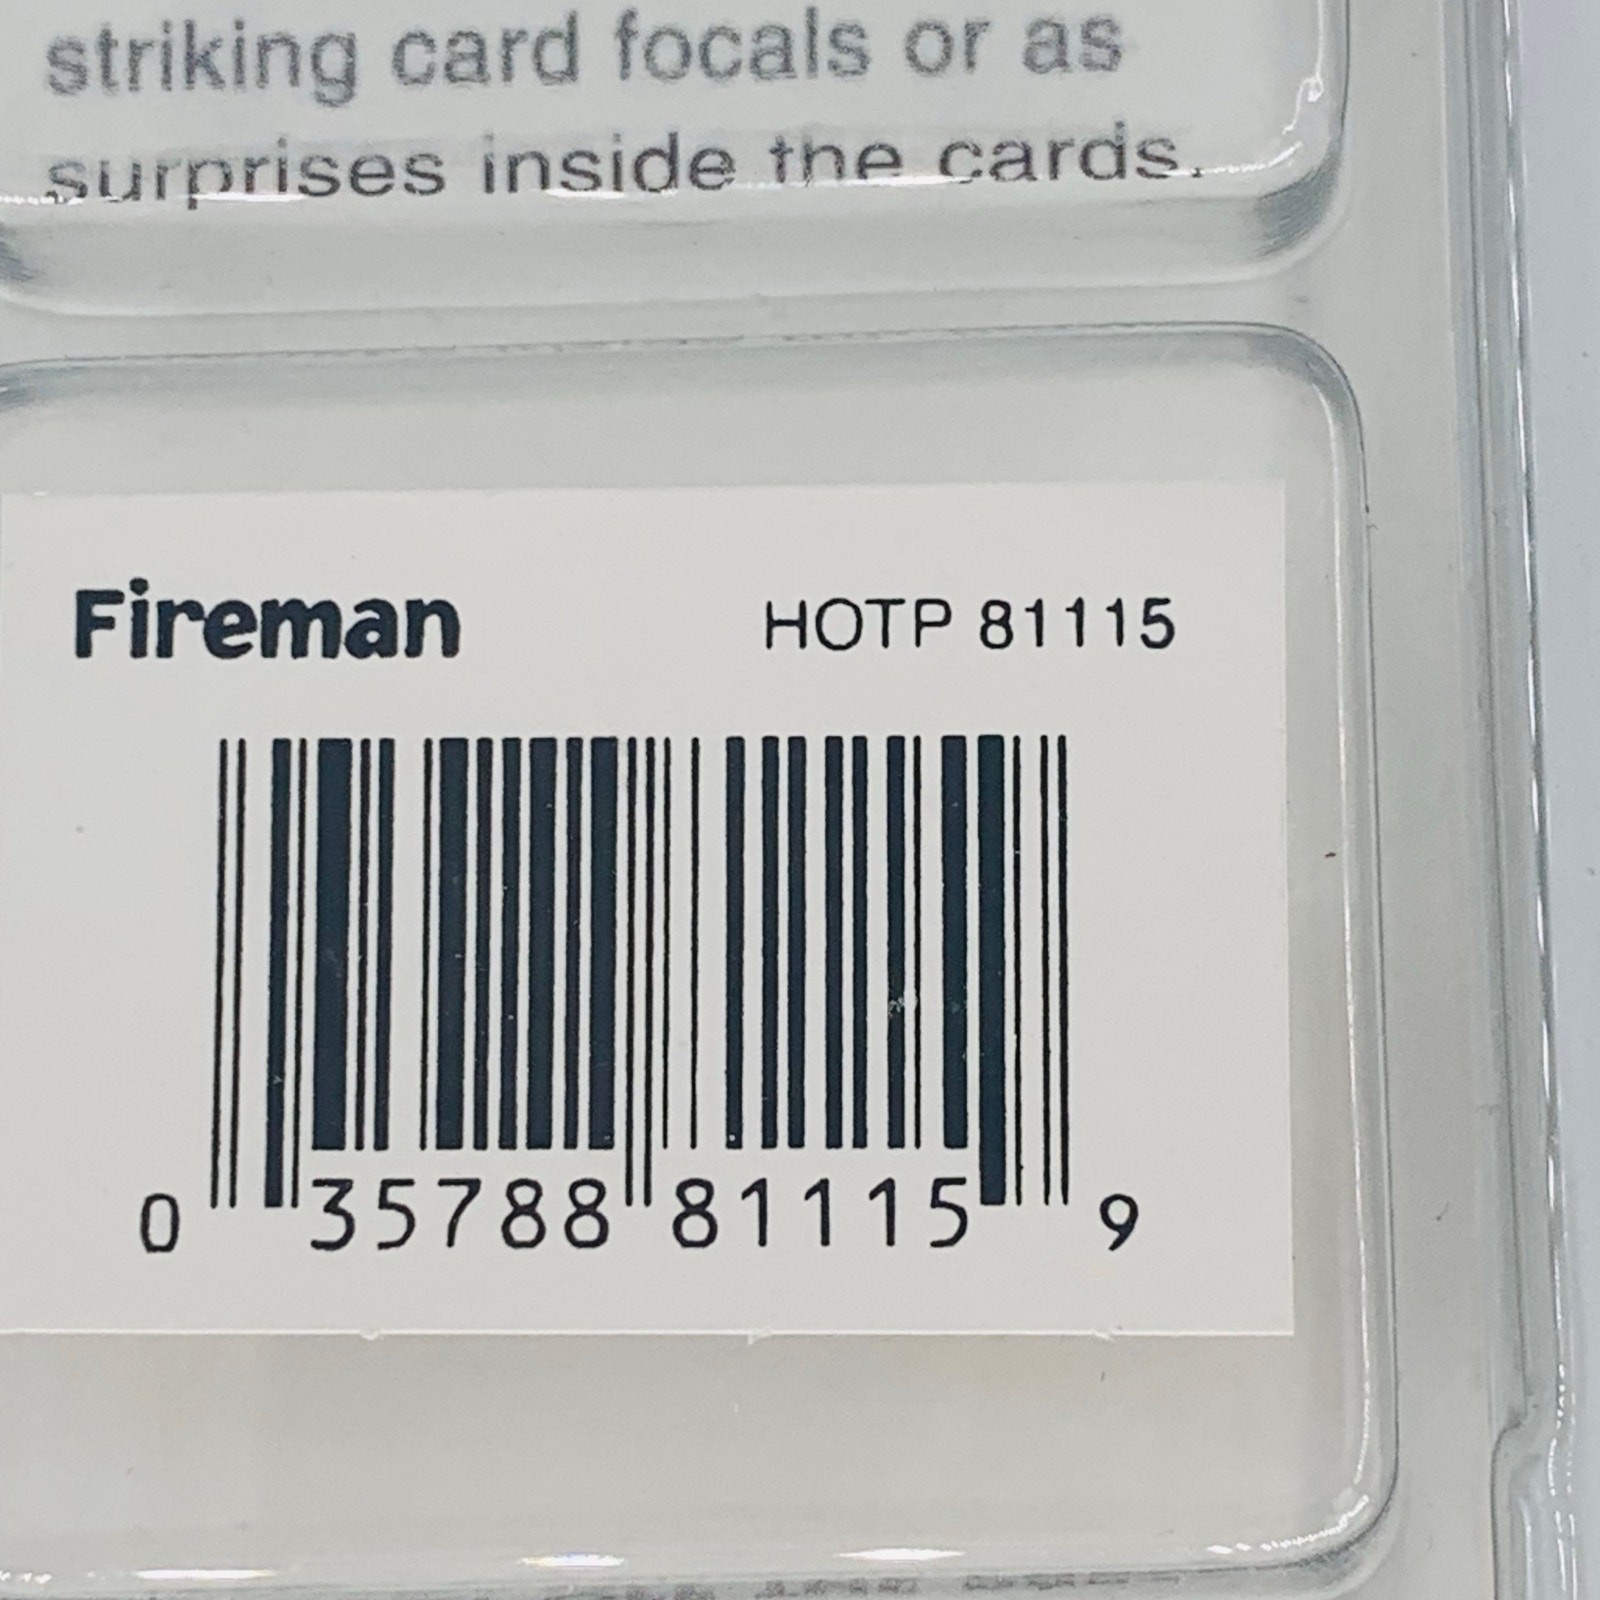 striking card focals or as
surprises inside the cards.
Fireman HOTP 81115
0 35788 81115 9